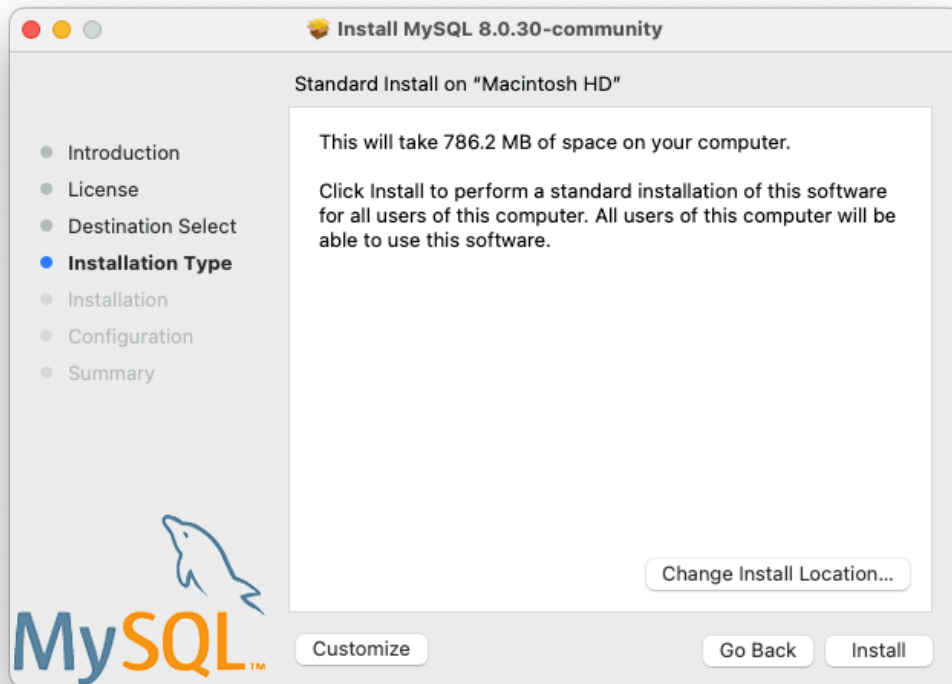 Install MySQL 8.0.30-community
Standard Install on “Macintosh HD”
Introduction
License
Destination Select
Installation Type
Installation
Configuration
Summary
This will take 786.2 MB of space on your computer.
Click Install to perform a standard installation of this software
for all users of this computer. All users of this computer will be
able to use this software.
Change Install Location...
MySQL™
Customize
Go Back
Install